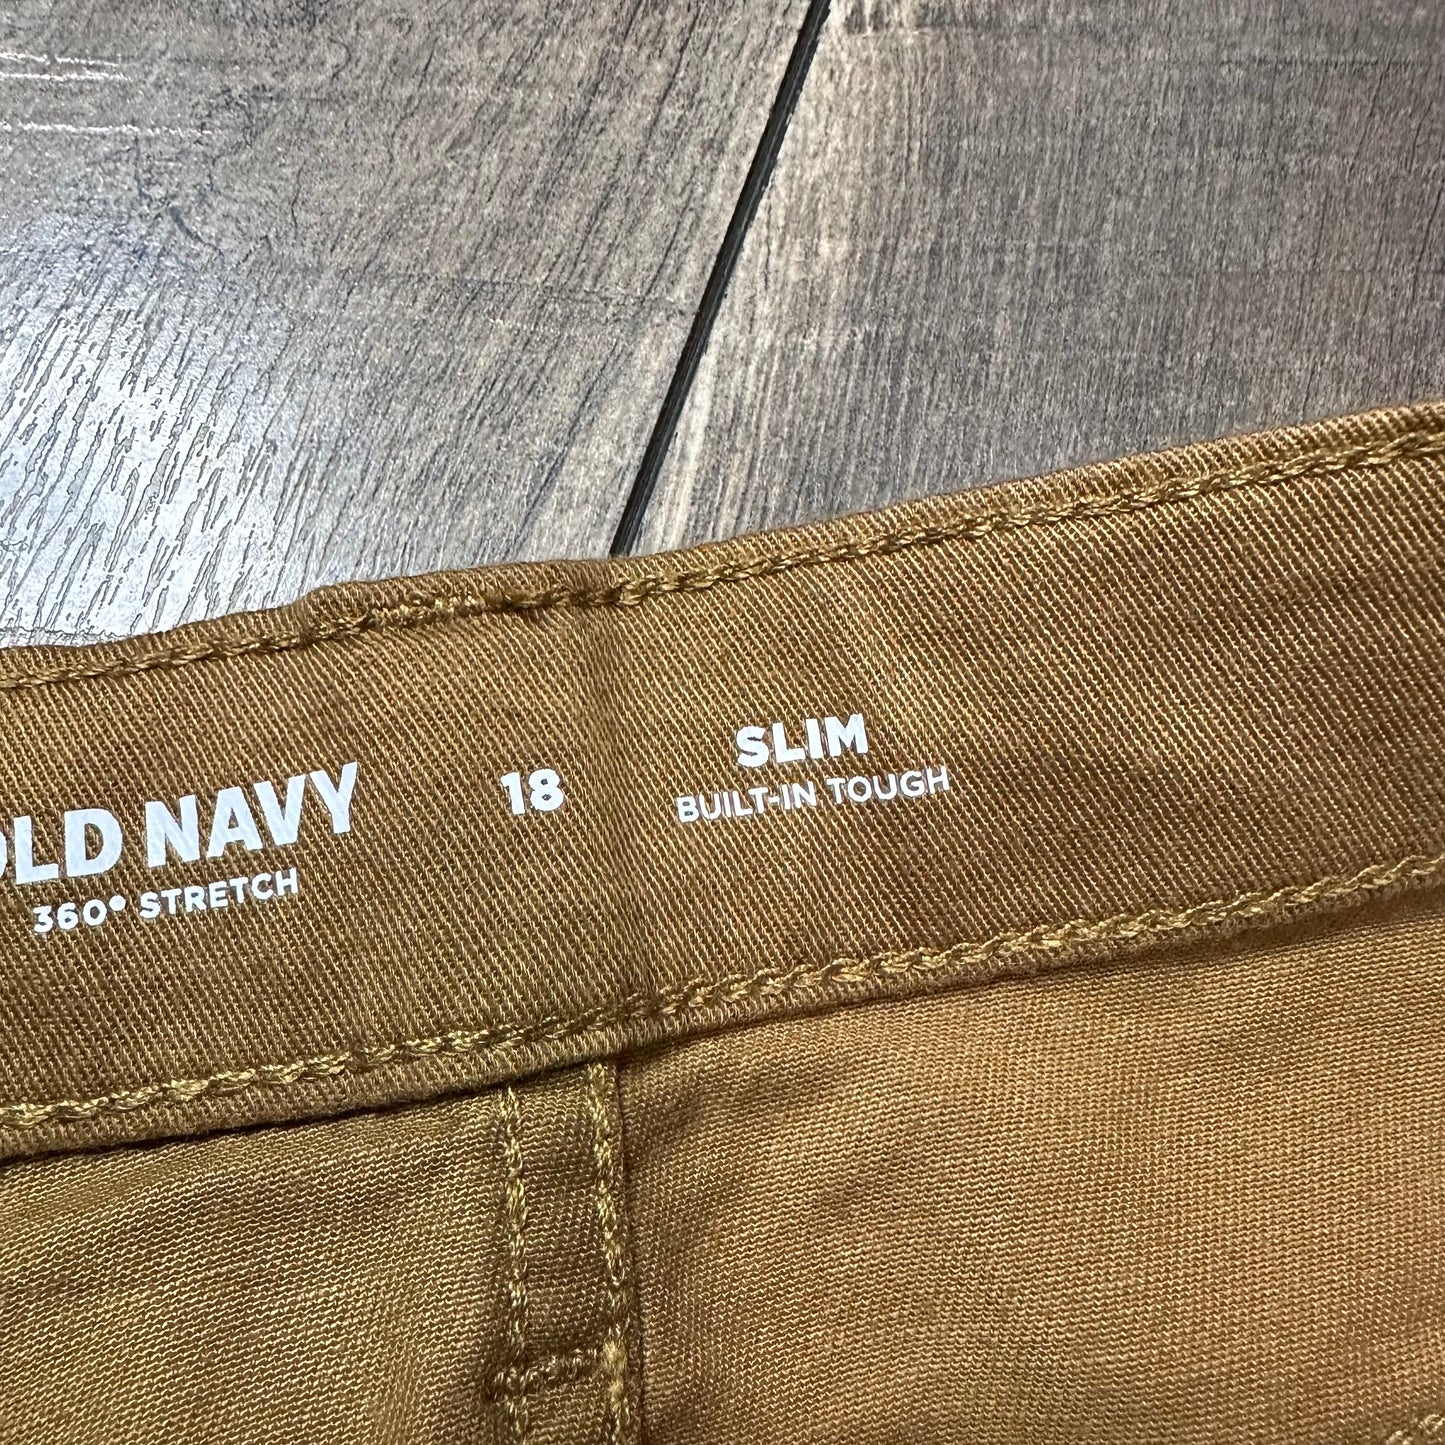 OLD NAVY
360° STRETCH
18
SLIM
BUILT-IN TOUGH